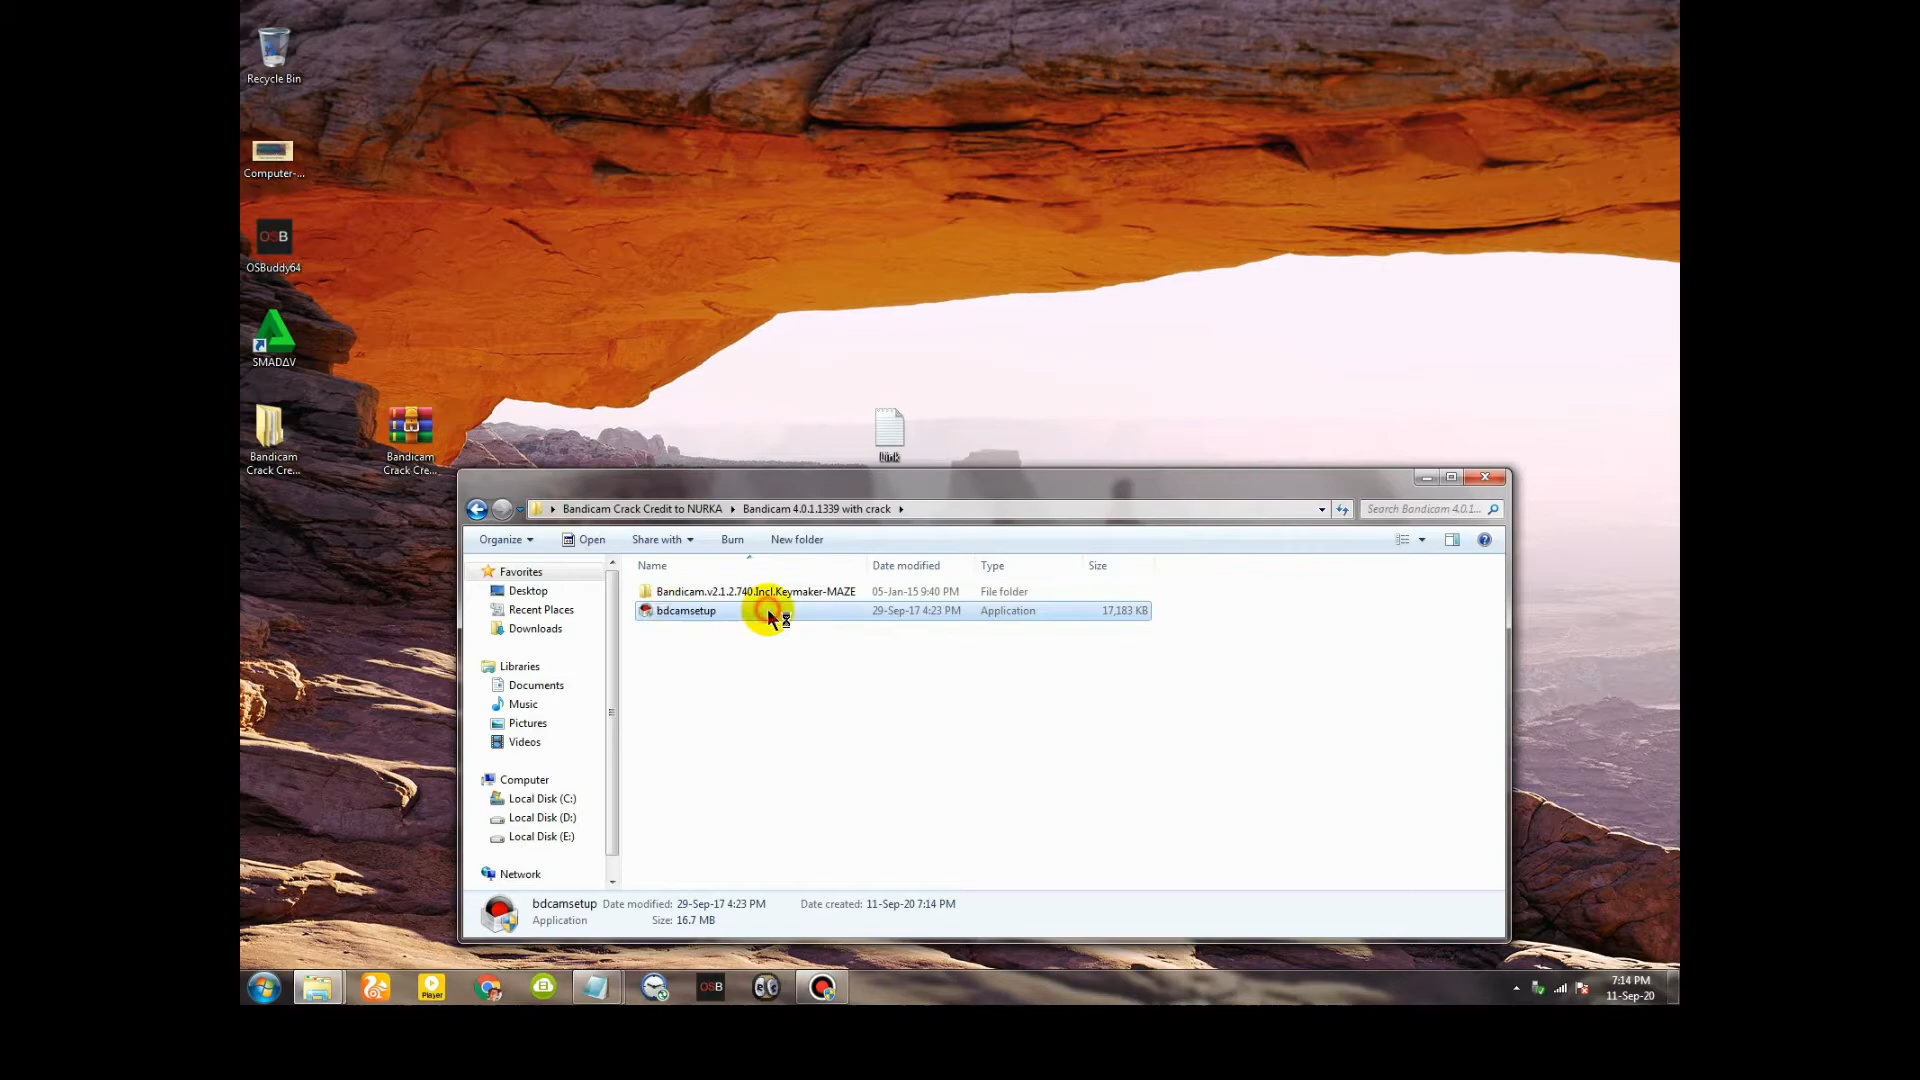 Recycle Bin
Computer-...
OSB
OSBuddy64
SMADΔV
Bandicam
Crack Cre...
Bandicam
Crack Cre...
Link
Bandicam Crack Credit to NURKA
Bandicam 4.0.1.1339 with crack
Search Bandicam 4.0.1...
Organize
Open
Share with
Burn
New folder
Name
Date modified
Type
Size
Bandicam.v2.1.2.740.Incl.Keymaker-MAZE
05-Jan-15 9:40 PM
File folder
bdcamsetup
29-Sep-17 4:23 PM
Application
17,183 KB
Favorites
Desktop
Recent Places
Downloads
Libraries
Documents
Music
Pictures
Videos
Computer
Local Disk (C:)
Local Disk (D:)
Local Disk (E:)
Network
bdcamsetup
Date modified: 29-Sep-17 4:23 PM
Date created: 11-Sep-20 7:14 PM
Application
Size: 16.7 MB
Player
OSB
7:14 PM
11-Sep-20